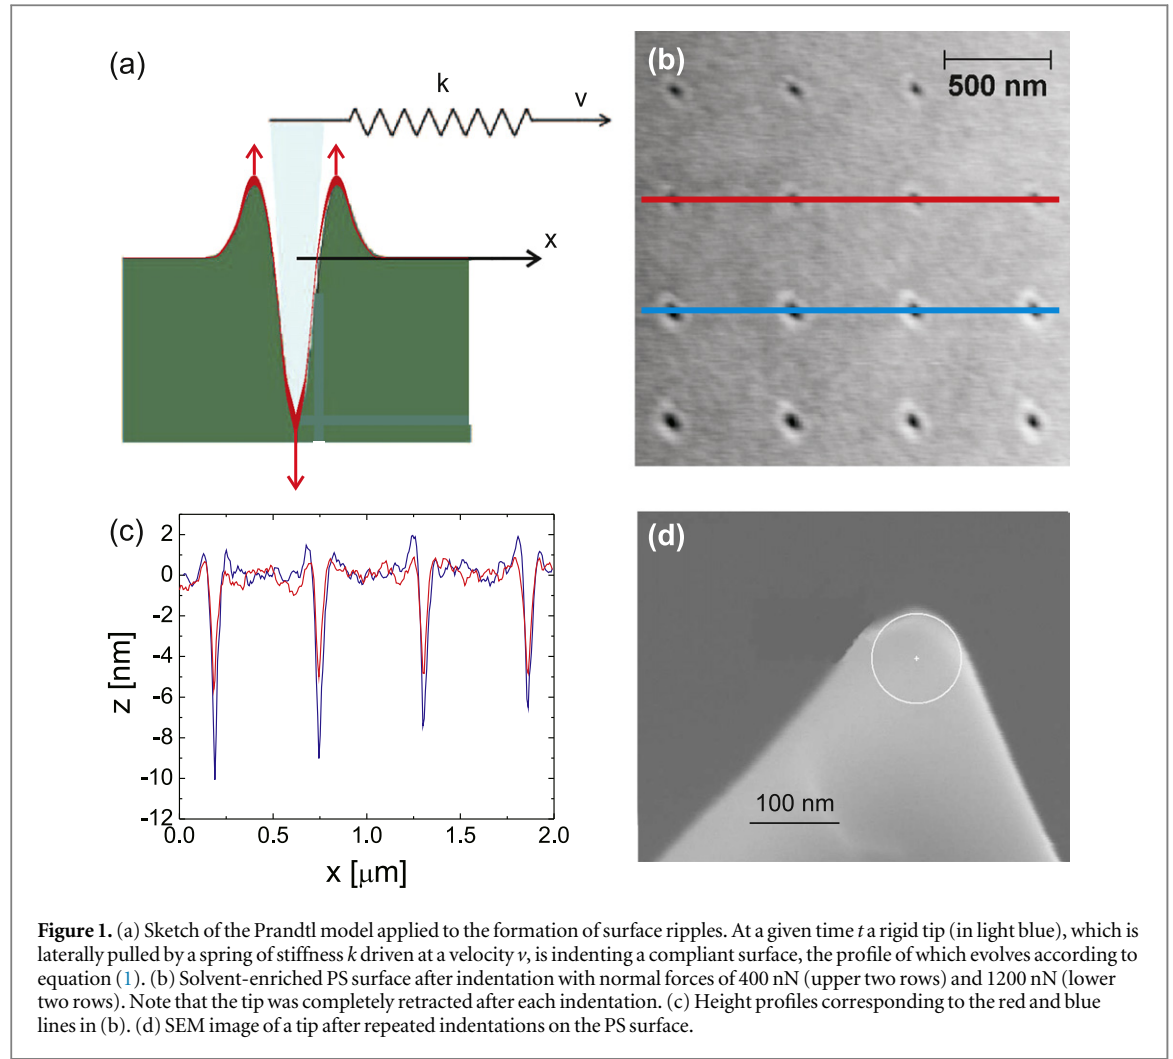 (a)
k
v
x
(b)
500 nm
(c)
2
0
-2
-4
-6
-8
-10
-12
z [nm]
0.0 0.5 1.0 1.5 2.0
x [μm]
(d)
100 nm
Figure 1. (a) Sketch of the Prandtl model applied to the formation of surface ripples. At a given time t a rigid tip (in light blue), which is
laterally pulled by a spring of stiffness k driven at a velocity v, is indenting a compliant surface, the profile of which evolves according to
equation (1). (b) Solvent-enriched PS surface after indentation with normal forces of 400 nN (upper two rows) and 1200 nN (lower
two rows). Note that the tip was completely retracted after each indentation. (c) Height profiles corresponding to the red and blue
lines in (b). (d) SEM image of a tip after repeated indentations on the PS surface.